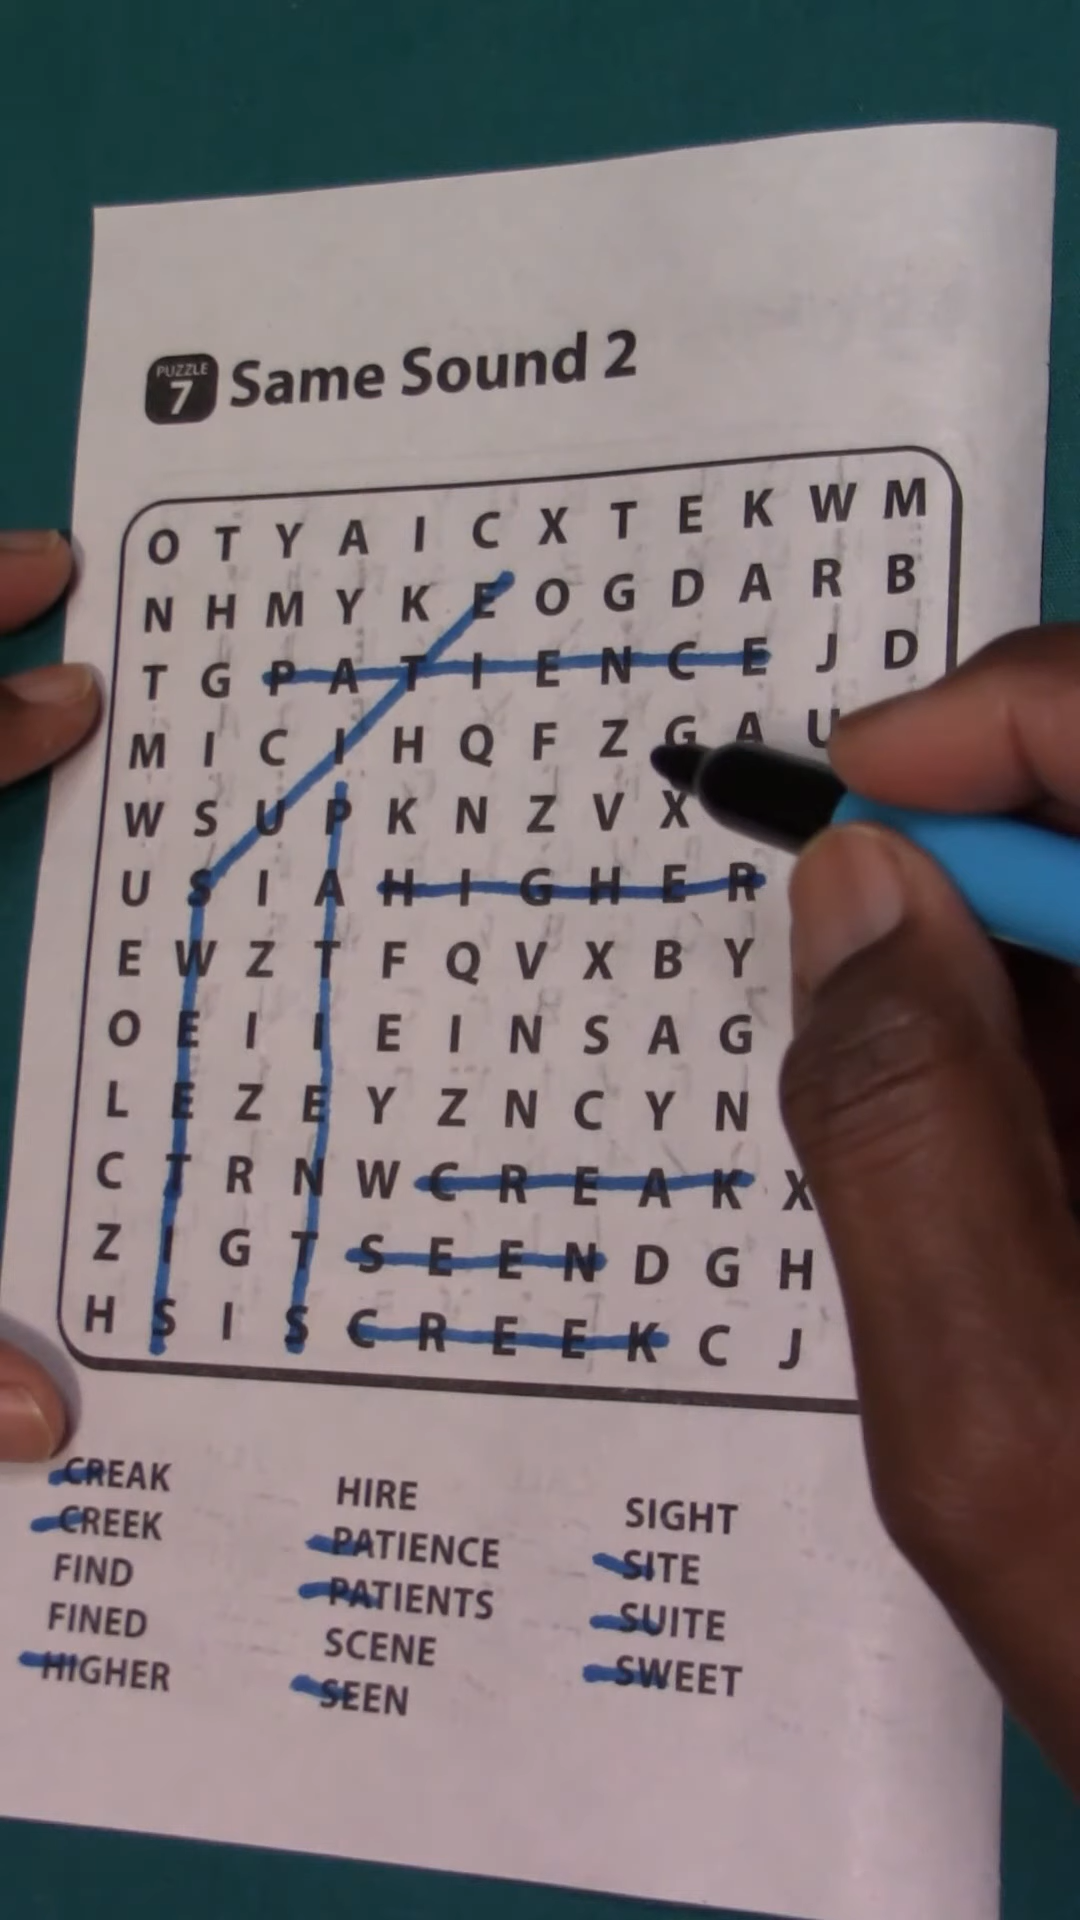 PUZZLE
7
Same Sound 2
O T Y A I C X T E K W M
N H M Y K E O G D A R B
T G P A T I E N C E J D
M I C I H Q F Z G A U
W S U P K N Z V X
U S I A H I G H E R
E W Z T F Q V X B Y
O E I I E I N S A G
L E Z E Y Z N C Y N
C T R N W C R E A K X
Z I G T S E E N D G H
H S I S C R E E K C J
CREAK
CREEK
FIND
FINED
HIGHER
HIRE
PATIENCE
PATIENTS
SCENE
SEEN
SIGHT
SITE
SUITE
SWEET